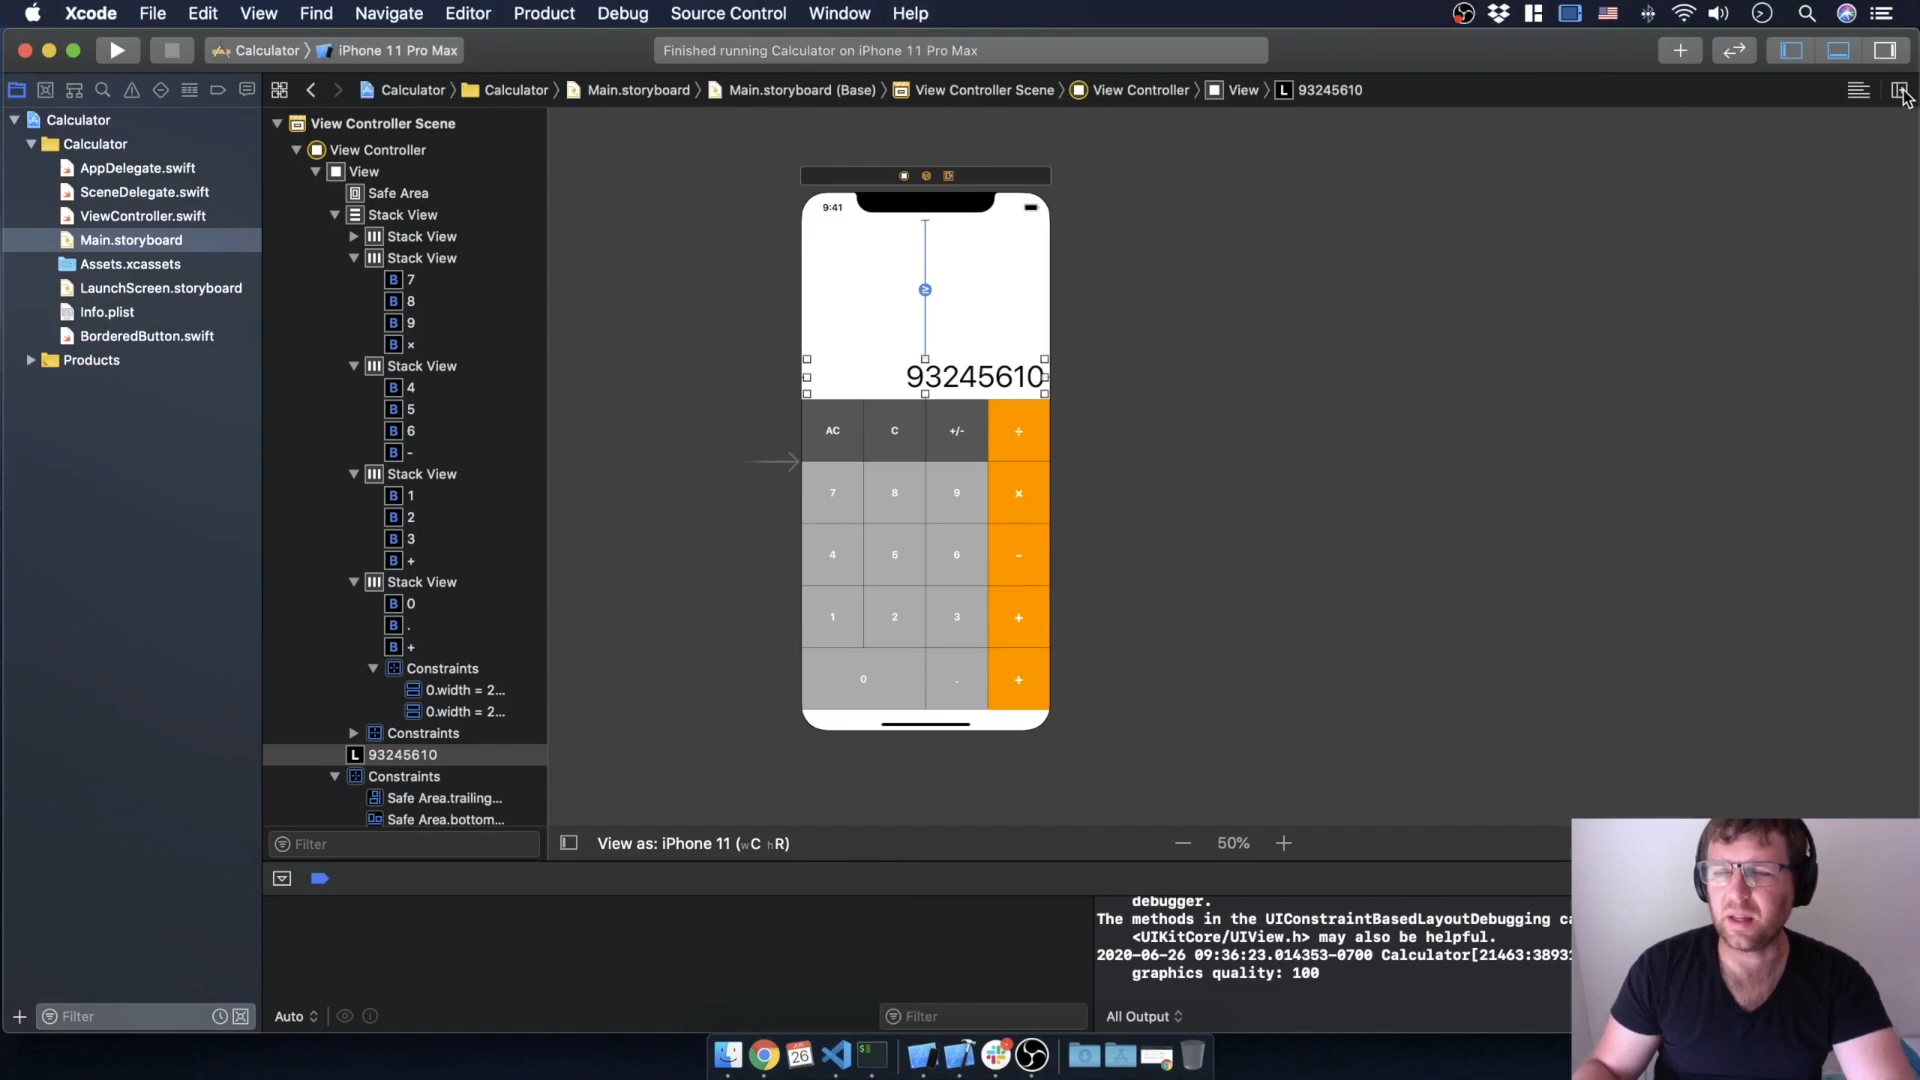 Xcode File Edit View Find Navigate Editor Product Debug Source Control Window Help
Calculator iPhone 11 Pro Max
Finished running Calculator on iPhone 11 Pro Max
Calculator Calculator Main.storyboard Main.storyboard (Base) View Controller Scene View Controller View L 93245610
Calculator
Calculator
AppDelegate.swift
SceneDelegate.swift
ViewController.swift
Main.storyboard
Assets.xcassets
LaunchScreen.storyboard
Info.plist
BorderedButton.swift
Products
Filter
View Controller Scene
View Controller
View
Safe Area
Stack View
Stack View
Stack View
B 7
B 8
B 9
B ×
Stack View
B 4
B 5
B 6
B -
Stack View
B 1
B 2
B 3
B +
Stack View
B 0
B .
B +
Constraints
0.width = 2...
0.width = 2...
Constraints
L 93245610
Constraints
Safe Area.trailing...
Safe Area.bottom...
Filter
9:41
≥
93245610
AC C +/- ÷
7 8 9 ×
4 5 6 -
1 2 3 +
0 . +
View as: iPhone 11 (wC hR)
50%
debugger.
The methods in the UIConstraintBasedLayoutDebugging ca
<UIKitCore/UIView.h> may also be helpful.
2020-06-26 09:36:23.014353-0700 Calculator[21463:3893
graphics quality: 100
Auto
Filter
All Output
26